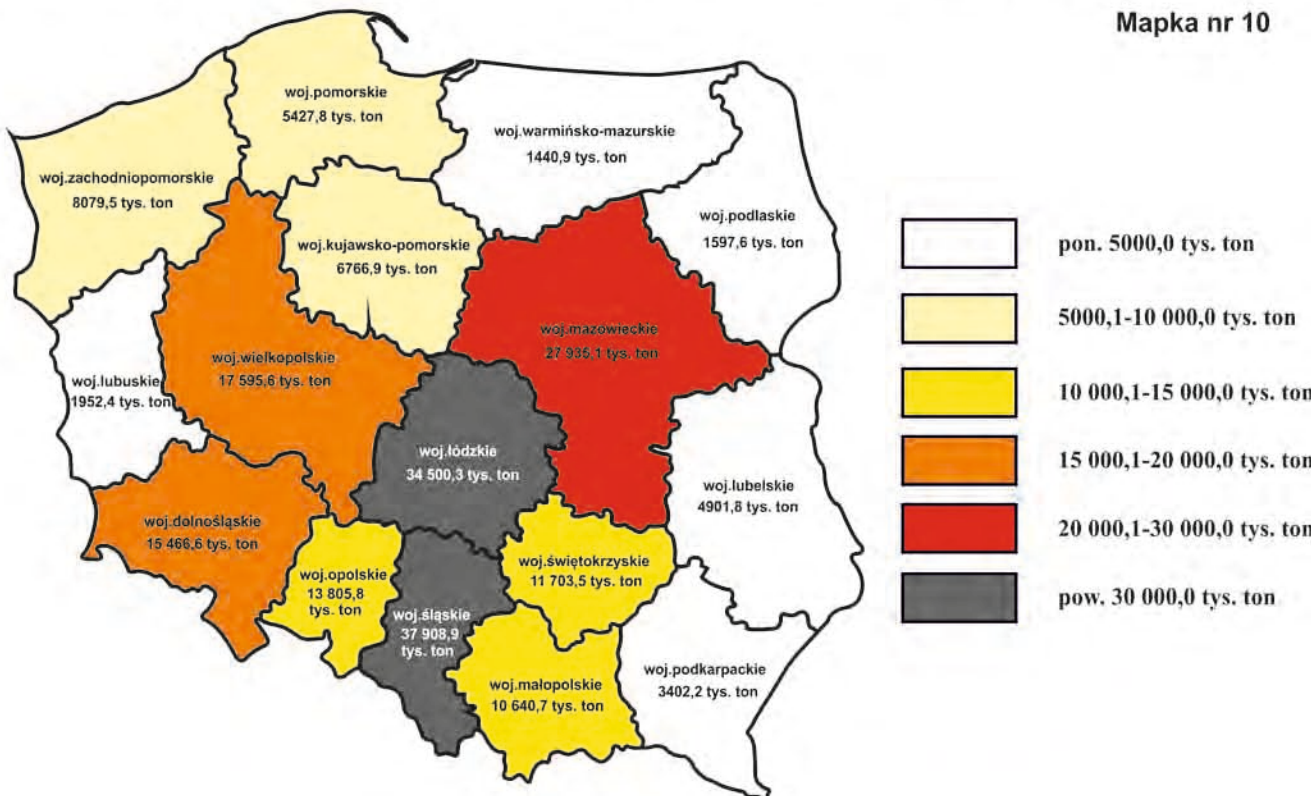 Mapka nr 10
woj.pomorskie
5427,8 tys. ton
woj.warmińsko-mazurskie
1440,9 tys. ton
woj.zachodniopomorskie
8079,5 tys. ton
woj.podlaskie
1597,6 tys. ton
woj.kujawsko-pomorskie
6766,9 tys. ton
woj.mazowieckie
27 935,1 tys. ton
woj.wielkopolskie
17 595,6 tys. ton
woj.lubuskie
1952,4 tys. ton
woj.łódzkie
34 500,3 tys. ton
woj.lubelskie
4901,8 tys. ton
woj.dolnośląskie
15 466,6 tys. ton
woj.opolskie
13 805,8
tys. ton
woj.świętokrzyskie
11 703,5 tys. ton
woj.śląskie
37 908,9
tys. ton
woj.małopolskie
10 640,7 tys. ton
woj.podkarpackie
3402,2 tys. ton
pon. 5000,0 tys. ton
5000,1-10 000,0 tys. ton
10 000,1-15 000,0 tys. ton
15 000,1-20 000,0 tys. ton
20 000,1-30 000,0 tys. ton
pow. 30 000,0 tys. ton